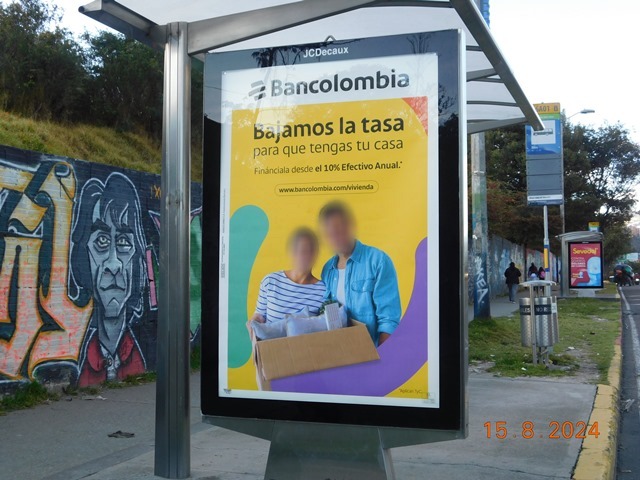 JCDecaux
Bancolombia
Bajamos la tasa
para que tengas tu casa
Finánciala desde el 10% Efectivo Anual.*
www.bancolombia.com/vivienda
15.8.2024